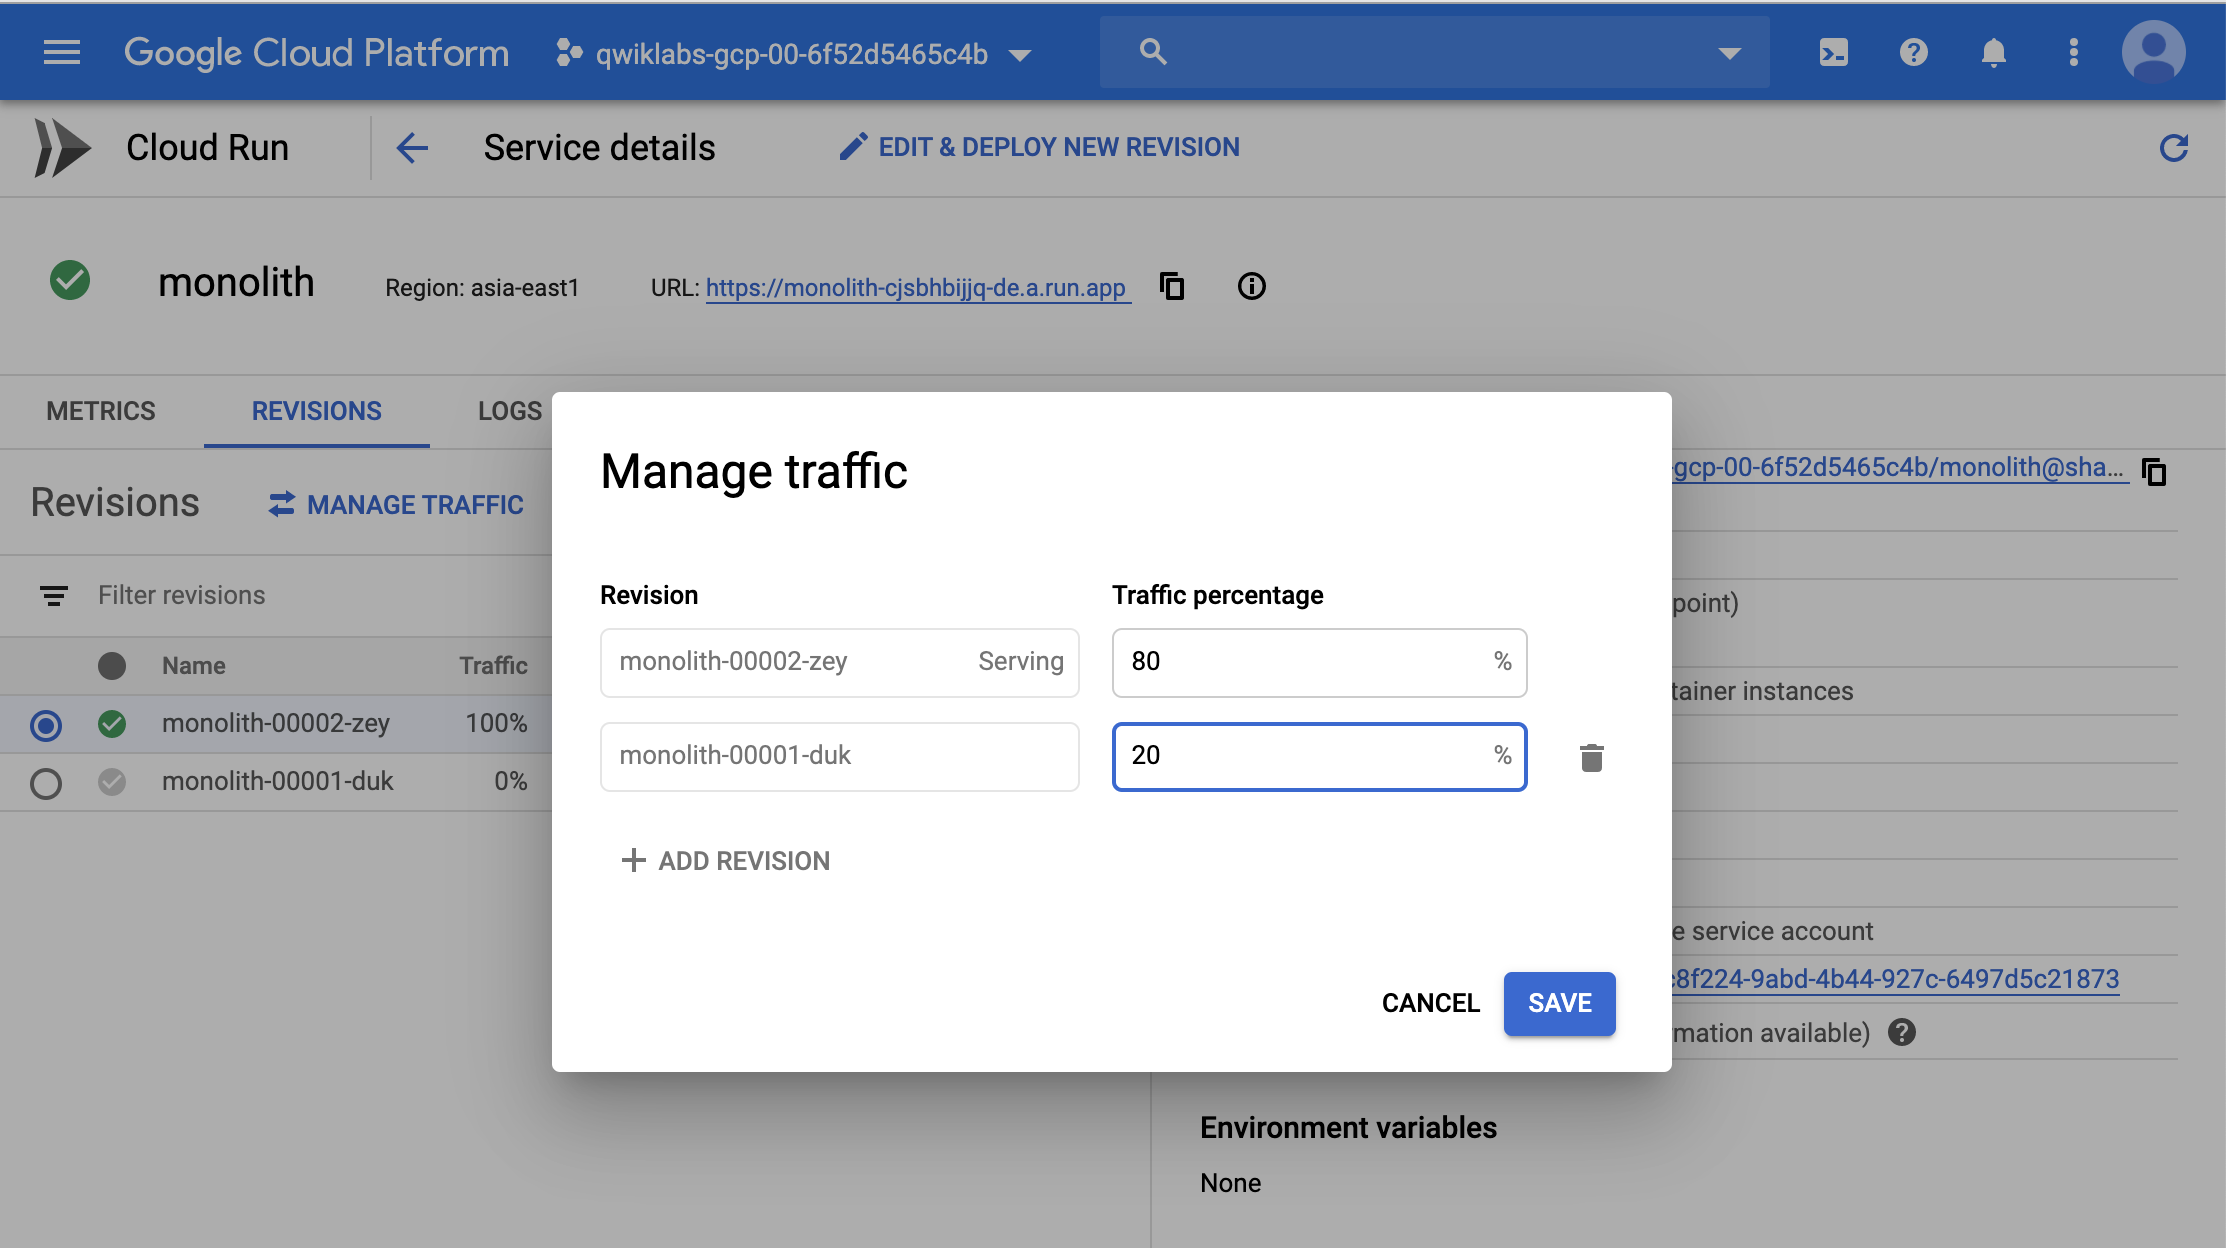 Google Cloud Platform
qwiklabs-gcp-00-6f52d5465c4b
Cloud Run
Service details
EDIT & DEPLOY NEW REVISION
monolith
Region: asia-east1
URL: https://monolith-cjsbhbijjq-de.a.run.app
METRICS
REVISIONS
LOGS
Revisions
MANAGE TRAFFIC
Filter revisions
Name
Traffic
monolith-00002-zey
100%
monolith-00001-duk
0%
Manage traffic
Revision
Traffic percentage
monolith-00002-zey
Serving
80
%
monolith-00001-duk
20
%
ADD REVISION
CANCEL
SAVE
-gcp-00-6f52d5465c4b/monolith@sha...
point)
tainer instances
e service account
c8f224-9abd-4b44-927c-6497d5c21873
rmation available)
Environment variables
None